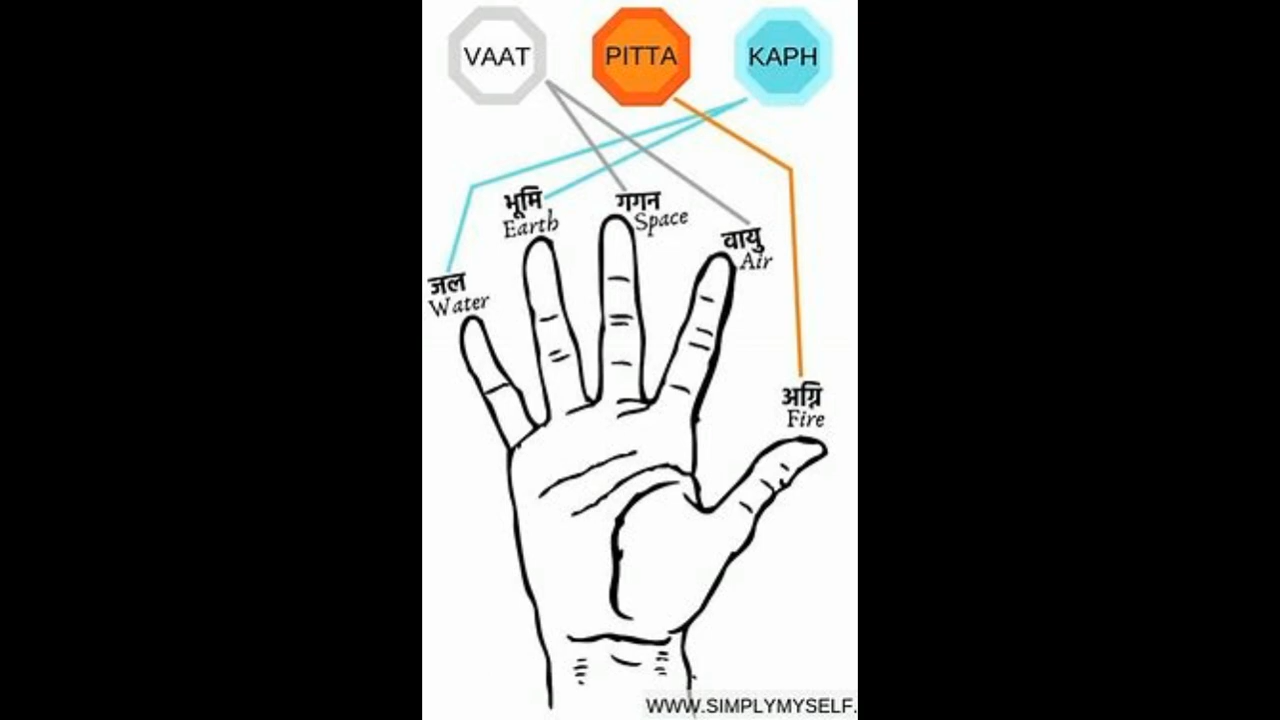 VAAT
PITTA
KAPH
भूमि
Earth
गगन
Space
वायु
Air
जल
Water
अग्नि
Fire
WWW.SIMPLYMYSELF.